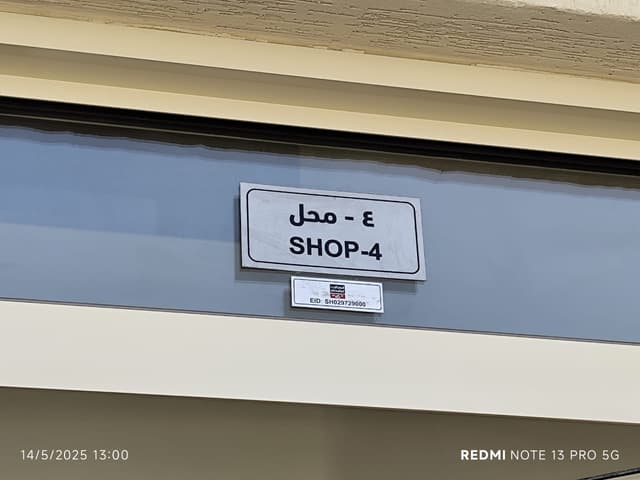 ٤ - محل
SHOP-4
EID: SH029729000
14/5/2025 13:00
REDMI NOTE 13 PRO 5G